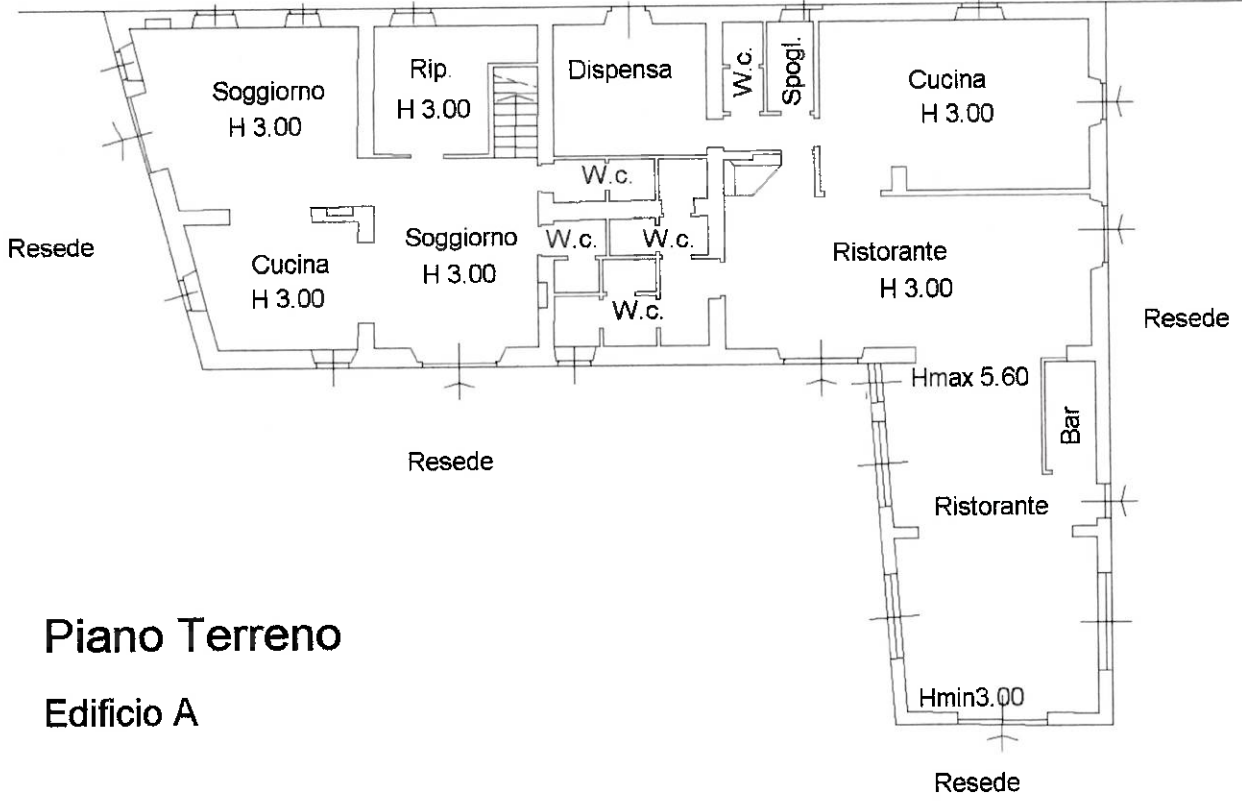 Soggiorno
H 3.00
Rip.
H 3.00
Dispensa
W.c.
Spogl.
Cucina
H 3.00
W.c.
Resede
Cucina
H 3.00
Soggiorno
H 3.00
W.c.
W.c.
W.c.
Ristorante
H 3.00
Resede
Hmax 5.60
Bar
Resede
Ristorante
Piano Terreno
Edificio A
Hmin3.00
Resede